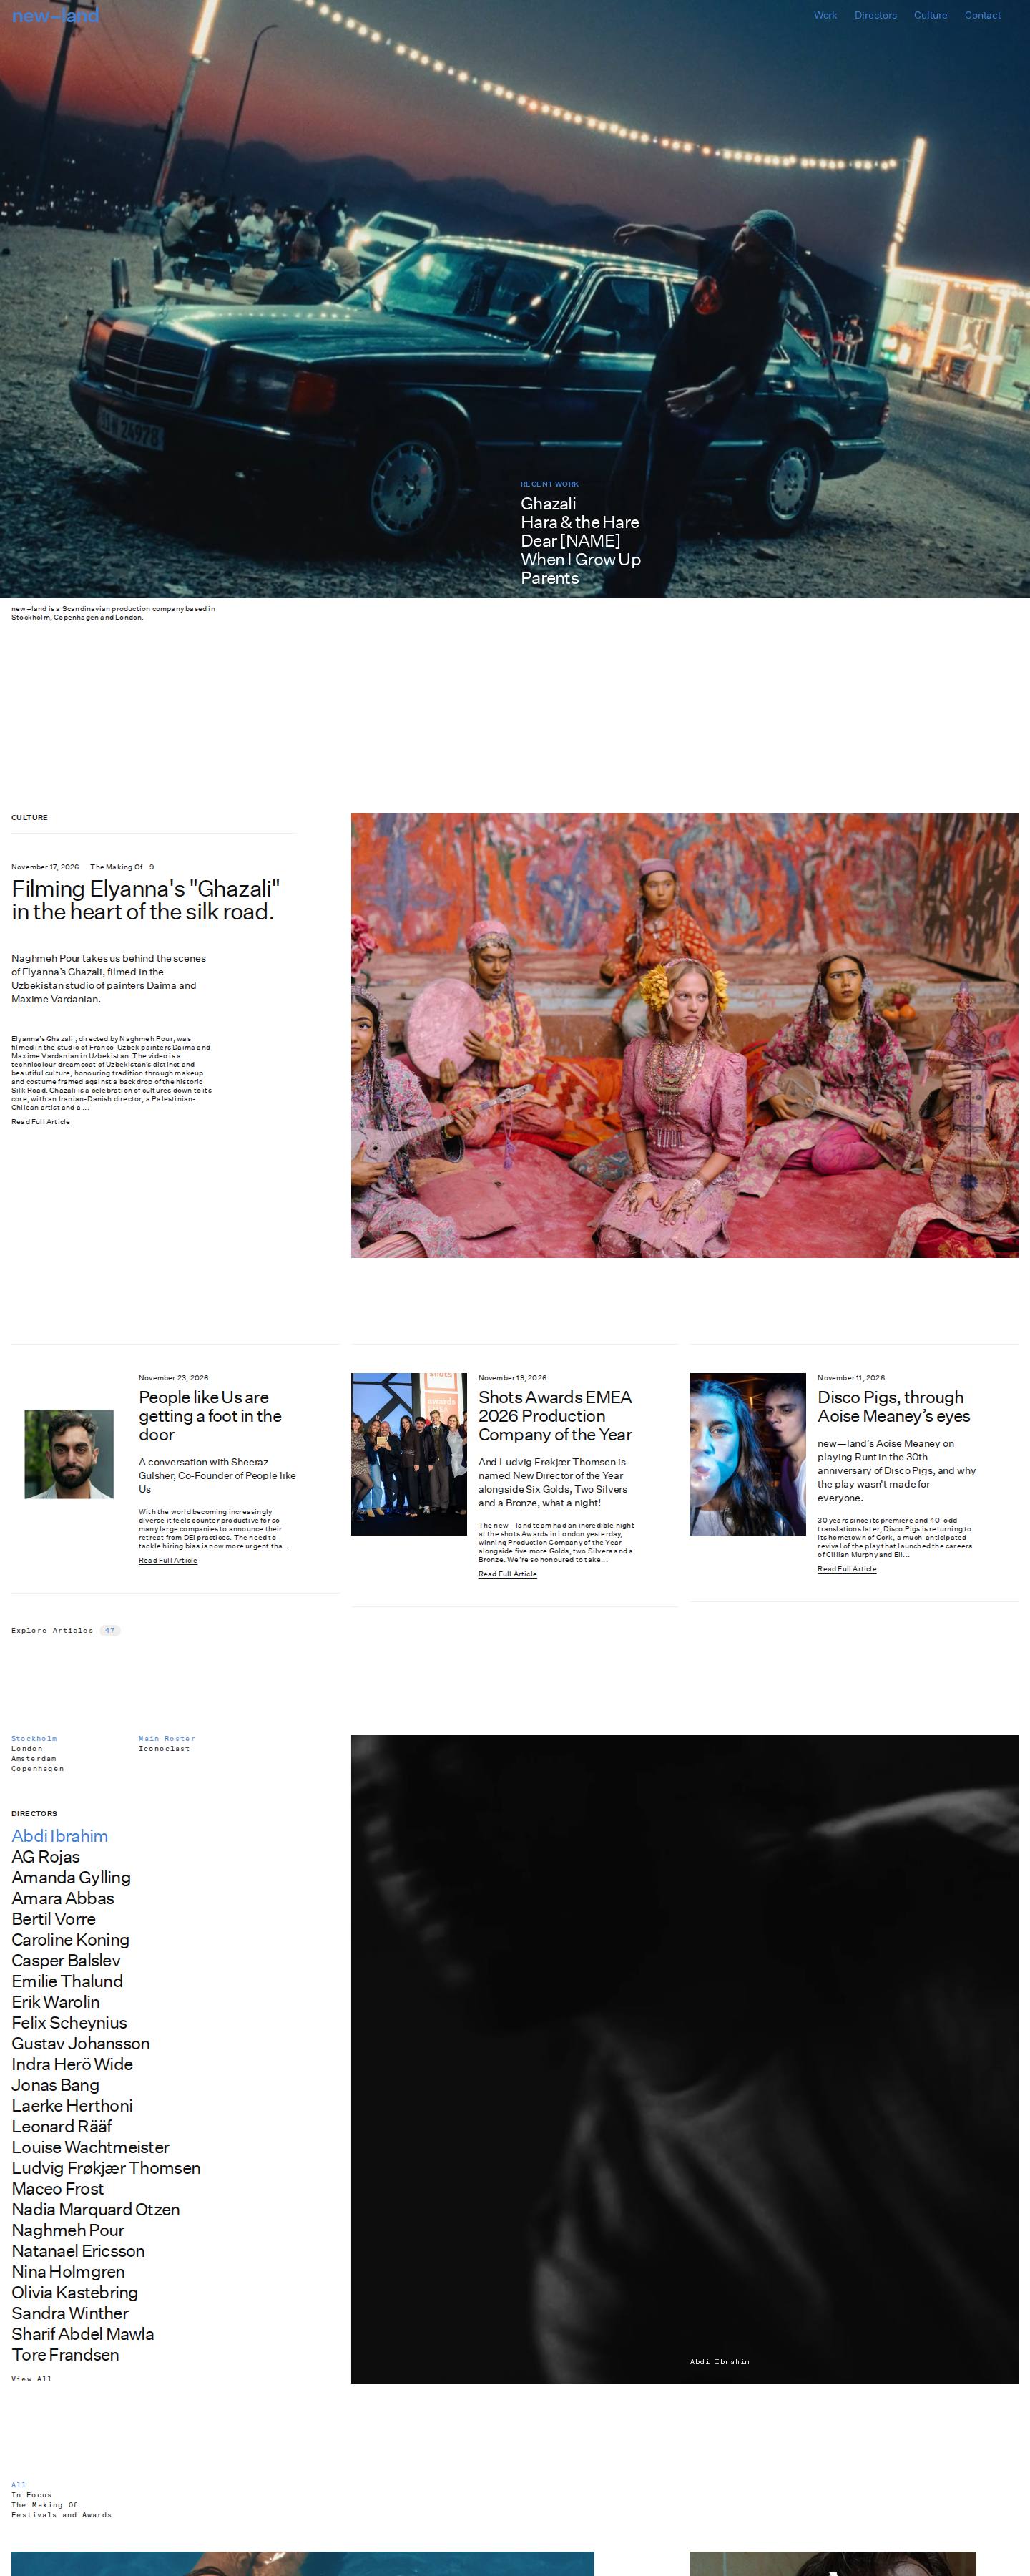 new–land
Work Directors Culture Contact
24978
RECENT WORK
Ghazali
Hara & the Hare
Dear [NAME]
When I Grow Up
Parents
new–land is a Scandinavian production company based in
Stockholm, Copenhagen and London.
CULTURE
November 17, 2026 The Making Of 9
Filming Elyanna's "Ghazali"
in the heart of the silk road.
Naghmeh Pour takes us behind the scenes
of Elyanna’s Ghazali, filmed in the
Uzbekistan studio of painters Daima and
Maxime Vardanian.
Elyanna’s Ghazali , directed by Naghmeh Pour, was
filmed in the studio of Franco-Uzbek painters Daima and
Maxime Vardanian in Uzbekistan. The video is a
technicolour dreamcoat of Uzbekistan’s distinct and
beautiful culture, honouring tradition through makeup
and costume framed against a backdrop of the historic
Silk Road. Ghazali is a celebration of cultures down to its
core, with an Iranian-Danish director, a Palestinian-
Chilean artist and a...
Read Full Article
November 23, 2026
People like Us are
getting a foot in the
door
A conversation with Sheeraz
Gulsher, Co-Founder of People like
Us
With the world becoming increasingly
diverse it feels counter productive for so
many large companies to announce their
retreat from DEI practices. The need to
tackle hiring bias is now more urgent tha...
Read Full Article
awards
November 19, 2026
Shots Awards EMEA
2026 Production
Company of the Year
And Ludvig Frøkjær Thomsen is
named New Director of the Year
alongside Six Golds, Two Silvers
and a Bronze, what a night!
The new—land team had an incredible night
at the shots Awards in London yesterday,
winning Production Company of the Year
alongside five more Golds, two Silvers and a
Bronze. We’re so honoured to take...
Read Full Article
November 11, 2026
Disco Pigs, through
Aoise Meaney’s eyes
new—land’s Aoise Meaney on
playing Runt in the 30th
anniversary of Disco Pigs, and why
the play wasn’t made for
everyone.
30 years since its premiere and 40-odd
translations later, Disco Pigs is returning to
its hometown of Cork, a much-anticipated
revival of the play that launched the careers
of Cillian Murphy and Eil...
Read Full Article
Explore Articles 47
Stockholm
London
Amsterdam
Copenhagen
Main Roster
Iconoclast
DIRECTORS
Abdi Ibrahim
AG Rojas
Amanda Gylling
Amara Abbas
Bertil Vorre
Caroline Koning
Casper Balslev
Emilie Thalund
Erik Warolin
Felix Scheynius
Gustav Johansson
Indra Herö Wide
Jonas Bang
Laerke Herthoni
Leonard Rääf
Louise Wachtmeister
Ludvig Frøkjær Thomsen
Maceo Frost
Nadia Marquard Otzen
Naghmeh Pour
Natanael Ericsson
Nina Holmgren
Olivia Kastebring
Sandra Winther
Sharif Abdel Mawla
Tore Frandsen
View All
Abdi Ibrahim
All
In Focus
The Making Of
Festivals and Awards